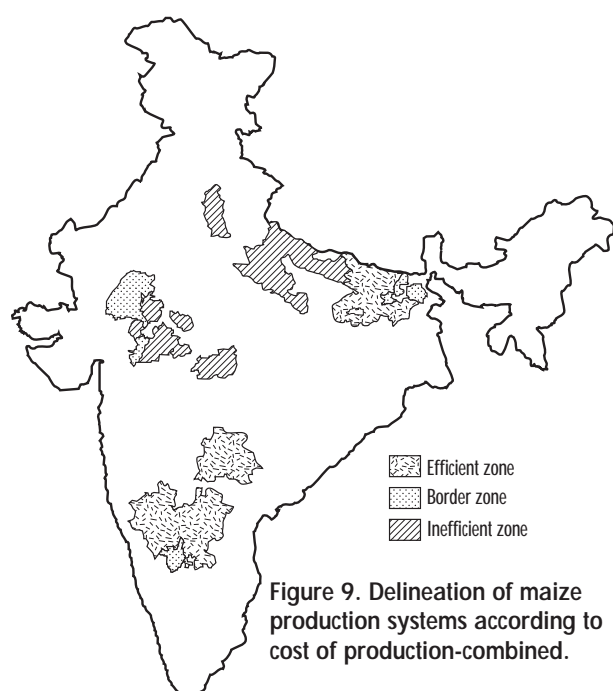 Efficient zone
Border zone
Inefficient zone
Figure 9. Delineation of maize
production systems according to
cost of production-combined.